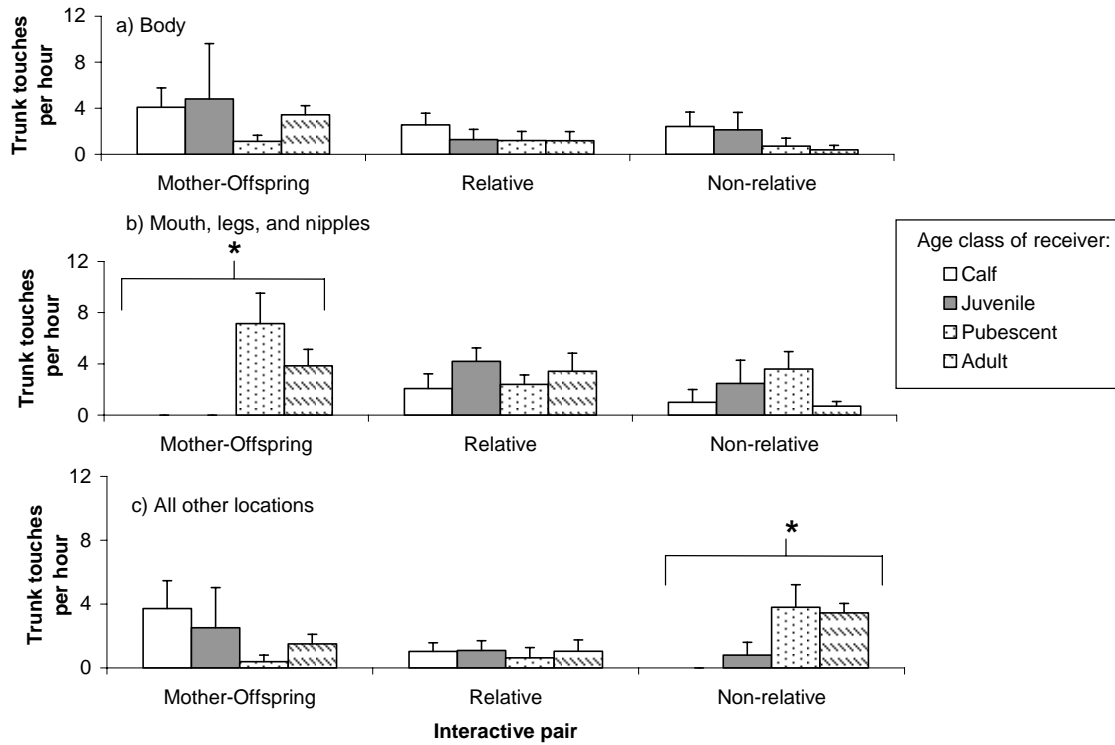 a) Body
Trunk touches
per hour
12
8
4
0
Mother-Offspring Relative Non-relative
b) Mouth, legs, and nipples
*
Trunk touches
per hour
12
8
4
0
Mother-Offspring Relative Non-relative
Age class of receiver:
Calf
Juvenile
Pubescent
Adult
c) All other locations
*
Trunk touches
per hour
12
8
4
0
Mother-Offspring Relative Non-relative
Interactive pair